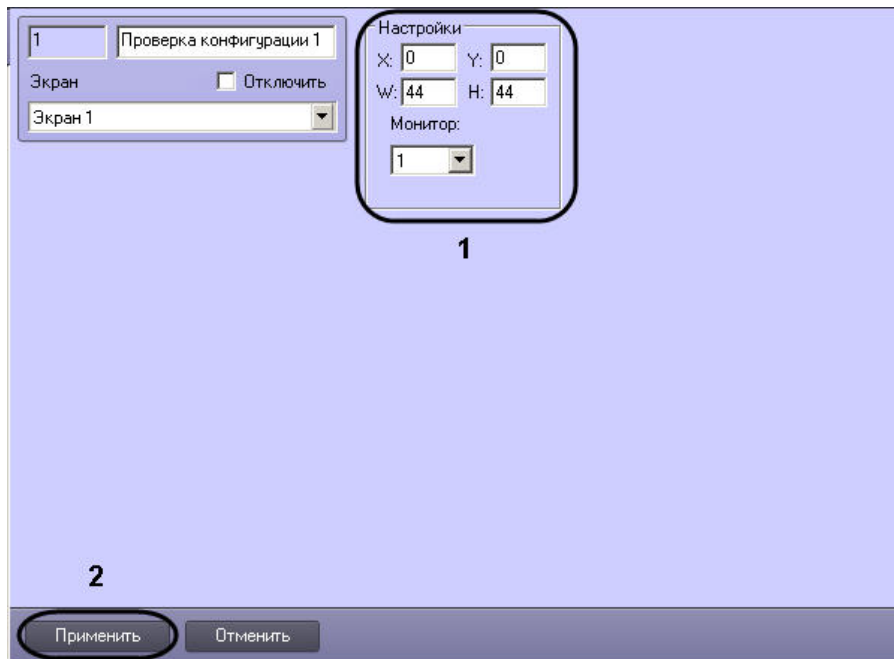 1 Проверка конфигурации 1
Экран Отключить
Экран 1
Настройки
X: 0 Y: 0
W: 44 H: 44
Монитор:
1
1
2
Применить Отменить